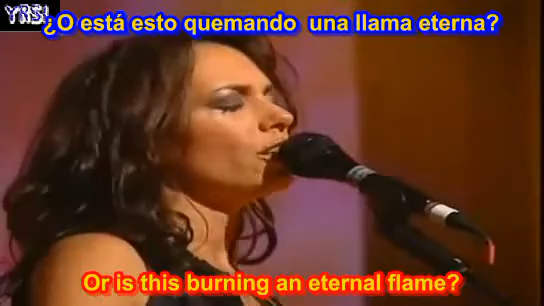 YRS!
¿O está esto quemando una llama eterna?
Or is this burning an eternal flame?